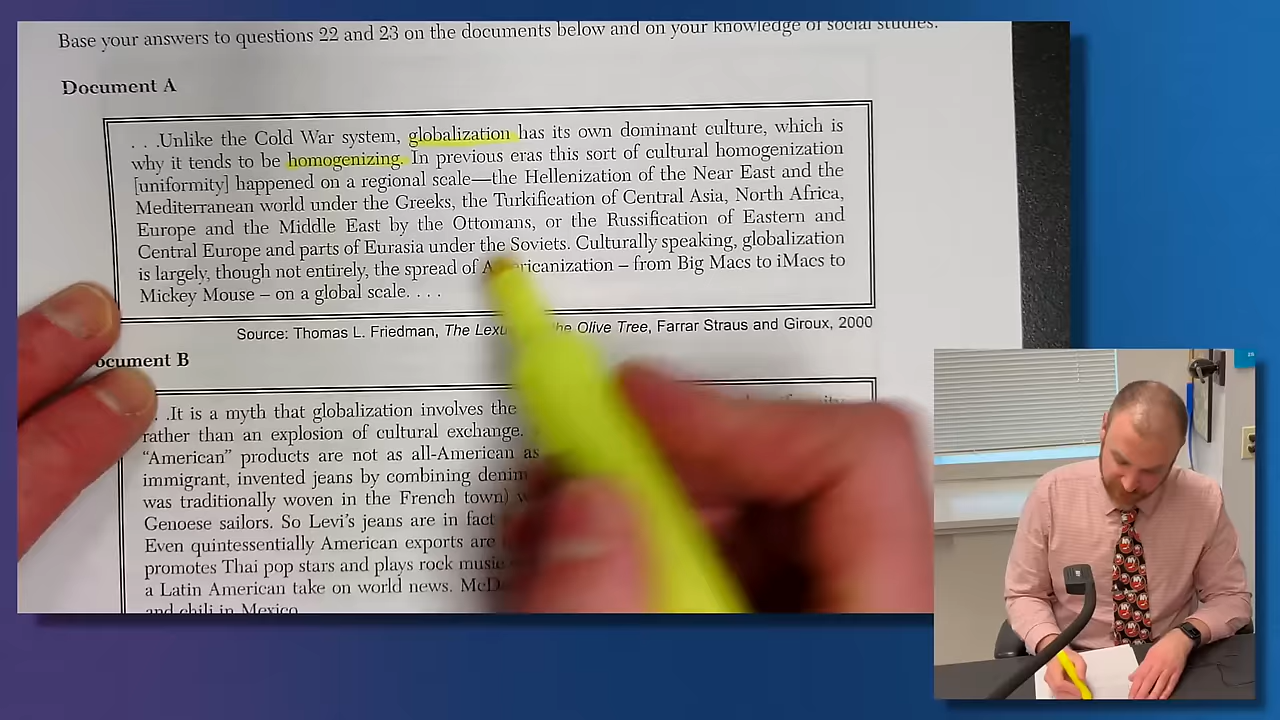 Base your answers to questions 22 and 23 on the documents below and on your knowledge of social studies.
Document A
. . .Unlike the Cold War system, globalization has its own dominant culture, which is
why it tends to be homogenizing. In previous eras this sort of cultural homogenization
[uniformity] happened on a regional scale—the Hellenization of the Near East and the
Mediterranean world under the Greeks, the Turkification of Central Asia, North Africa,
Europe and the Middle East by the Ottomans, or the Russification of Eastern and
Central Europe and parts of Eurasia under the Soviets. Culturally speaking, globalization
is largely, though not entirely, the spread of Americanization – from Big Macs to iMacs to
Mickey Mouse – on a global scale. . . .
Source: Thomas L. Friedman, The Lexus the Olive Tree, Farrar Straus and Giroux, 2000
Document B
. .It is a myth that globalization involves the
rather than an explosion of cultural exchange.
“American” products are not as all-American as
immigrant, invented jeans by combining denim
was traditionally woven in the French town)
Genoese sailors. So Levi’s jeans are in fact
Even quintessentially American exports are
promotes Thai pop stars and plays rock music
a Latin American take on world news.
and chili in Mexico